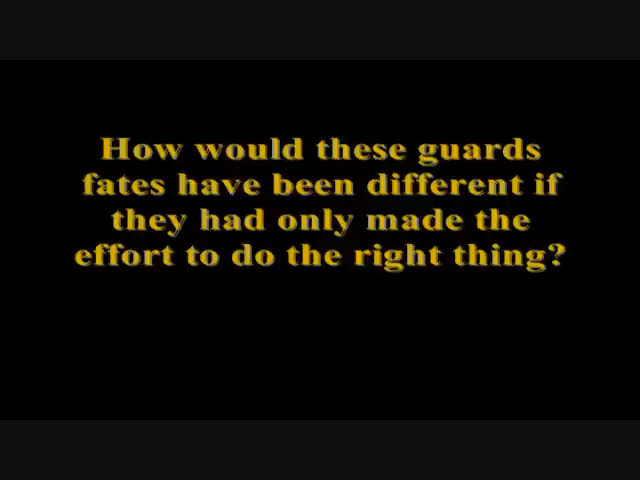 How would these guards
fates have been different if
they had only made the
effort to do the right thing?